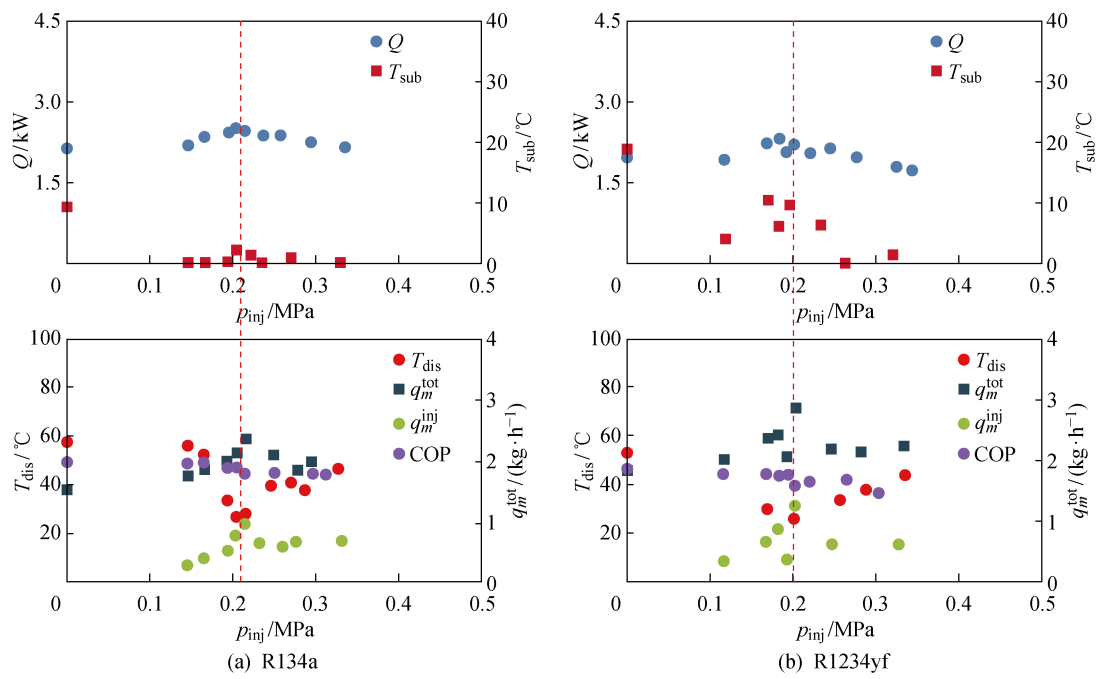 4.5
3.0
1.5
Q/kW
40
30
20
10
0
T_sub/℃
Q
T_sub
0
0.1
0.2
0.3
0.4
0.5
p_inj/MPa
4.5
3.0
1.5
Q/kW
40
30
20
10
0
T_sub/℃
Q
T_sub
0
0.1
0.2
0.3
0.4
0.5
p_inj/MPa
100
80
60
40
20
T_dis/℃
4
3
2
1
0
q_m^tot/(kg·h⁻¹)
T_dis
q_m^tot
q_m^inj
COP
0
0.1
0.2
0.3
0.4
0.5
p_inj/MPa
(a) R134a
100
80
60
40
20
T_dis/℃
4
3
2
1
0
q_m^tot/(kg·h⁻¹)
T_dis
q_m^tot
q_m^inj
COP
0
0.1
0.2
0.3
0.4
0.5
p_inj/MPa
(b) R1234yf